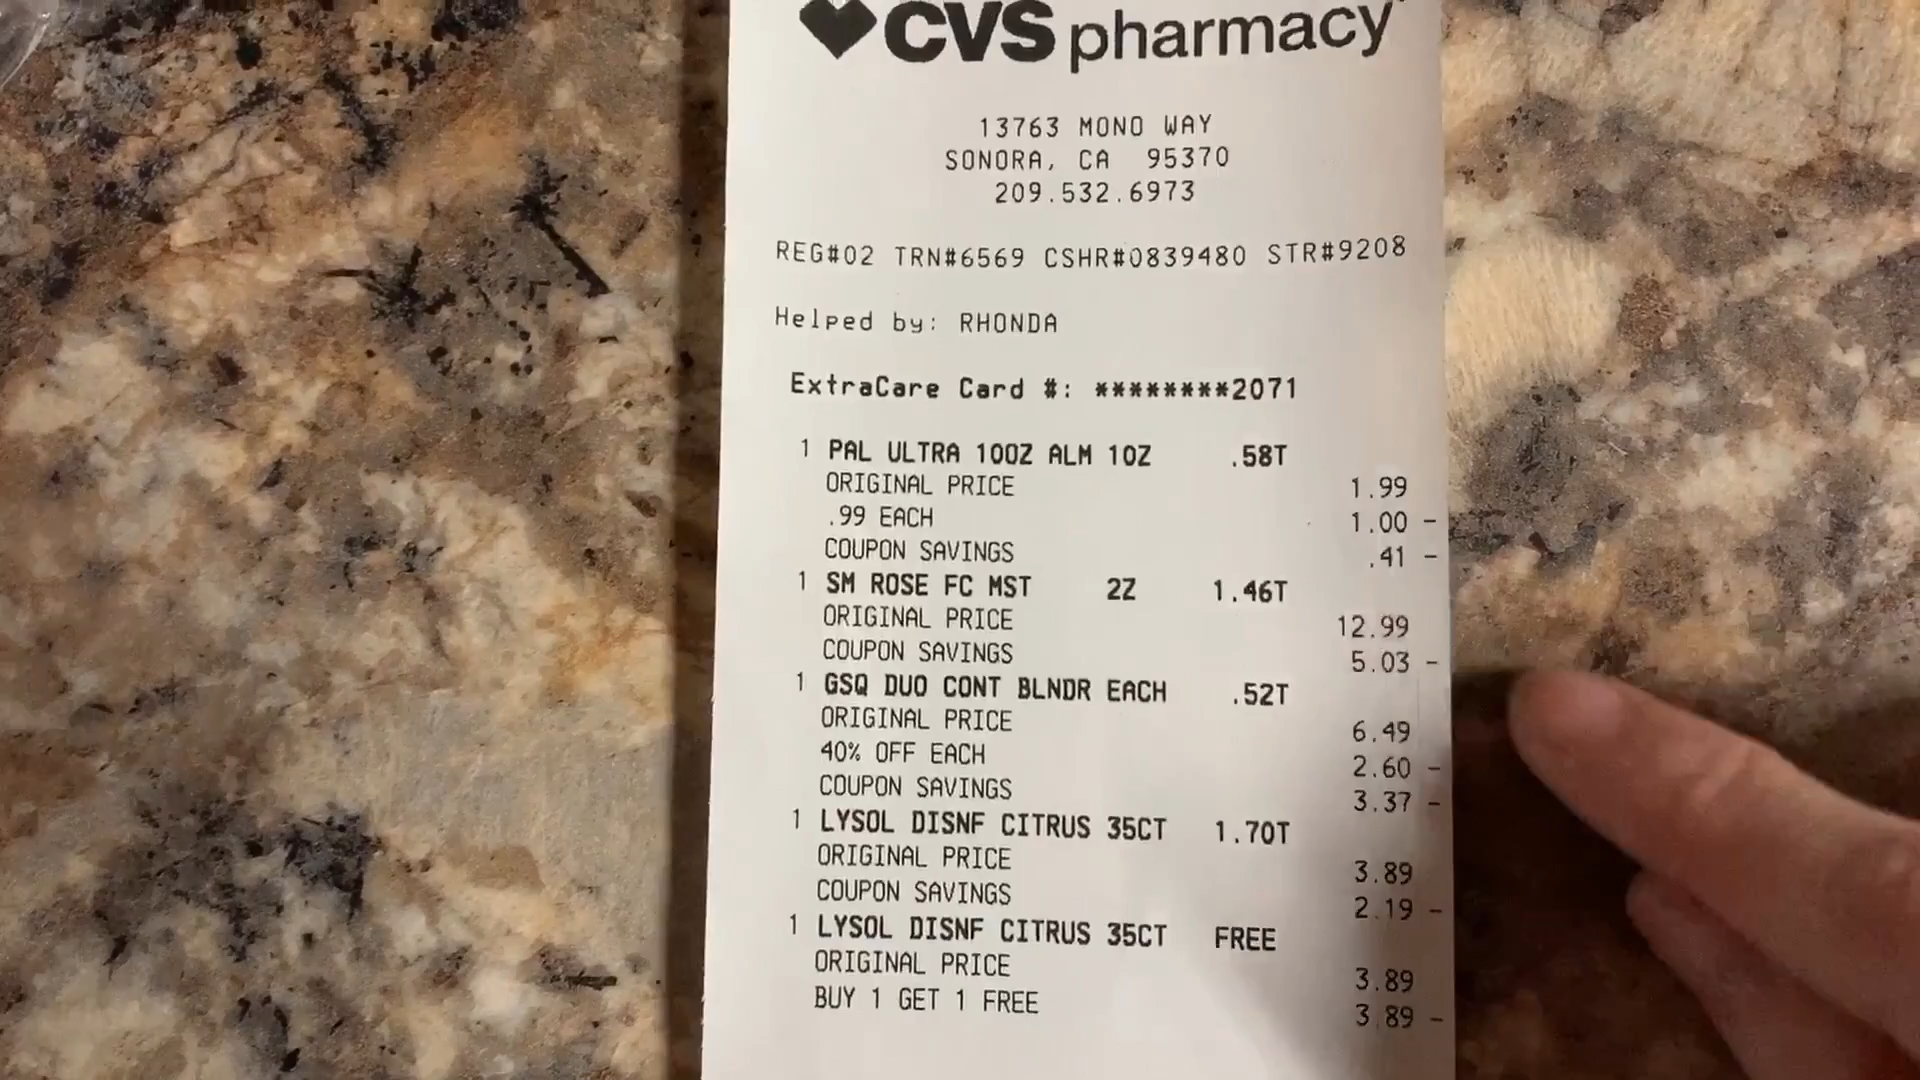 CVS pharmacy
13763 MONO WAY
SONORA, CA 95370
209.532.6973
REG#02 TRN#6569 CSHR#0839480 STR#9208
Helped by: RHONDA
ExtraCare Card #: ********2071
1 PAL ULTRA 100Z ALM 10Z .58T
ORIGINAL PRICE 1.99
.99 EACH 1.00 -
COUPON SAVINGS .41 -
1 SM ROSE FC MST 2Z 1.46T
ORIGINAL PRICE 12.99
COUPON SAVINGS 5.03 -
1 GSQ DUO CONT BLNDR EACH .52T
ORIGINAL PRICE 6.49
40% OFF EACH 2.60 -
COUPON SAVINGS 3.37 -
1 LYSOL DISNF CITRUS 35CT 1.70T
ORIGINAL PRICE 3.89
COUPON SAVINGS 2.19 -
1 LYSOL DISNF CITRUS 35CT FREE
ORIGINAL PRICE 3.89
BUY 1 GET 1 FREE 3.89 -